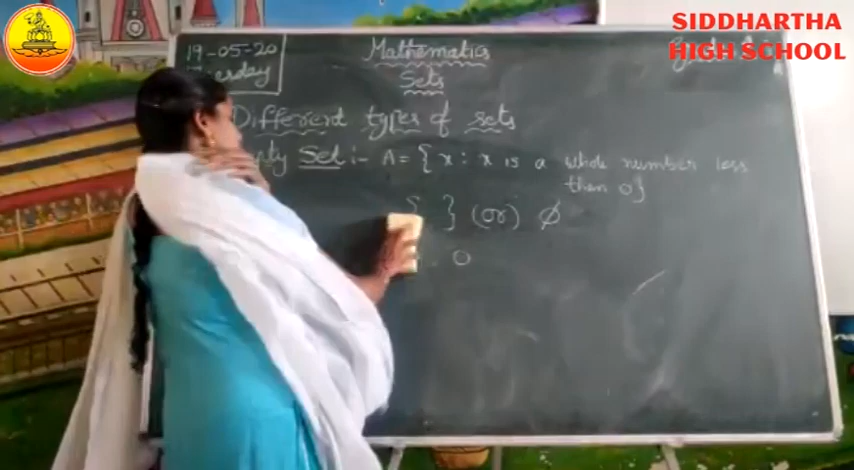 SIDDHARTHA
HIGH SCHOOL
19-05-20
Mathematics
Sets
Different types of sets
Set :- A = { x : x is a whole number less
than 0}
{ } (or) ∅
0